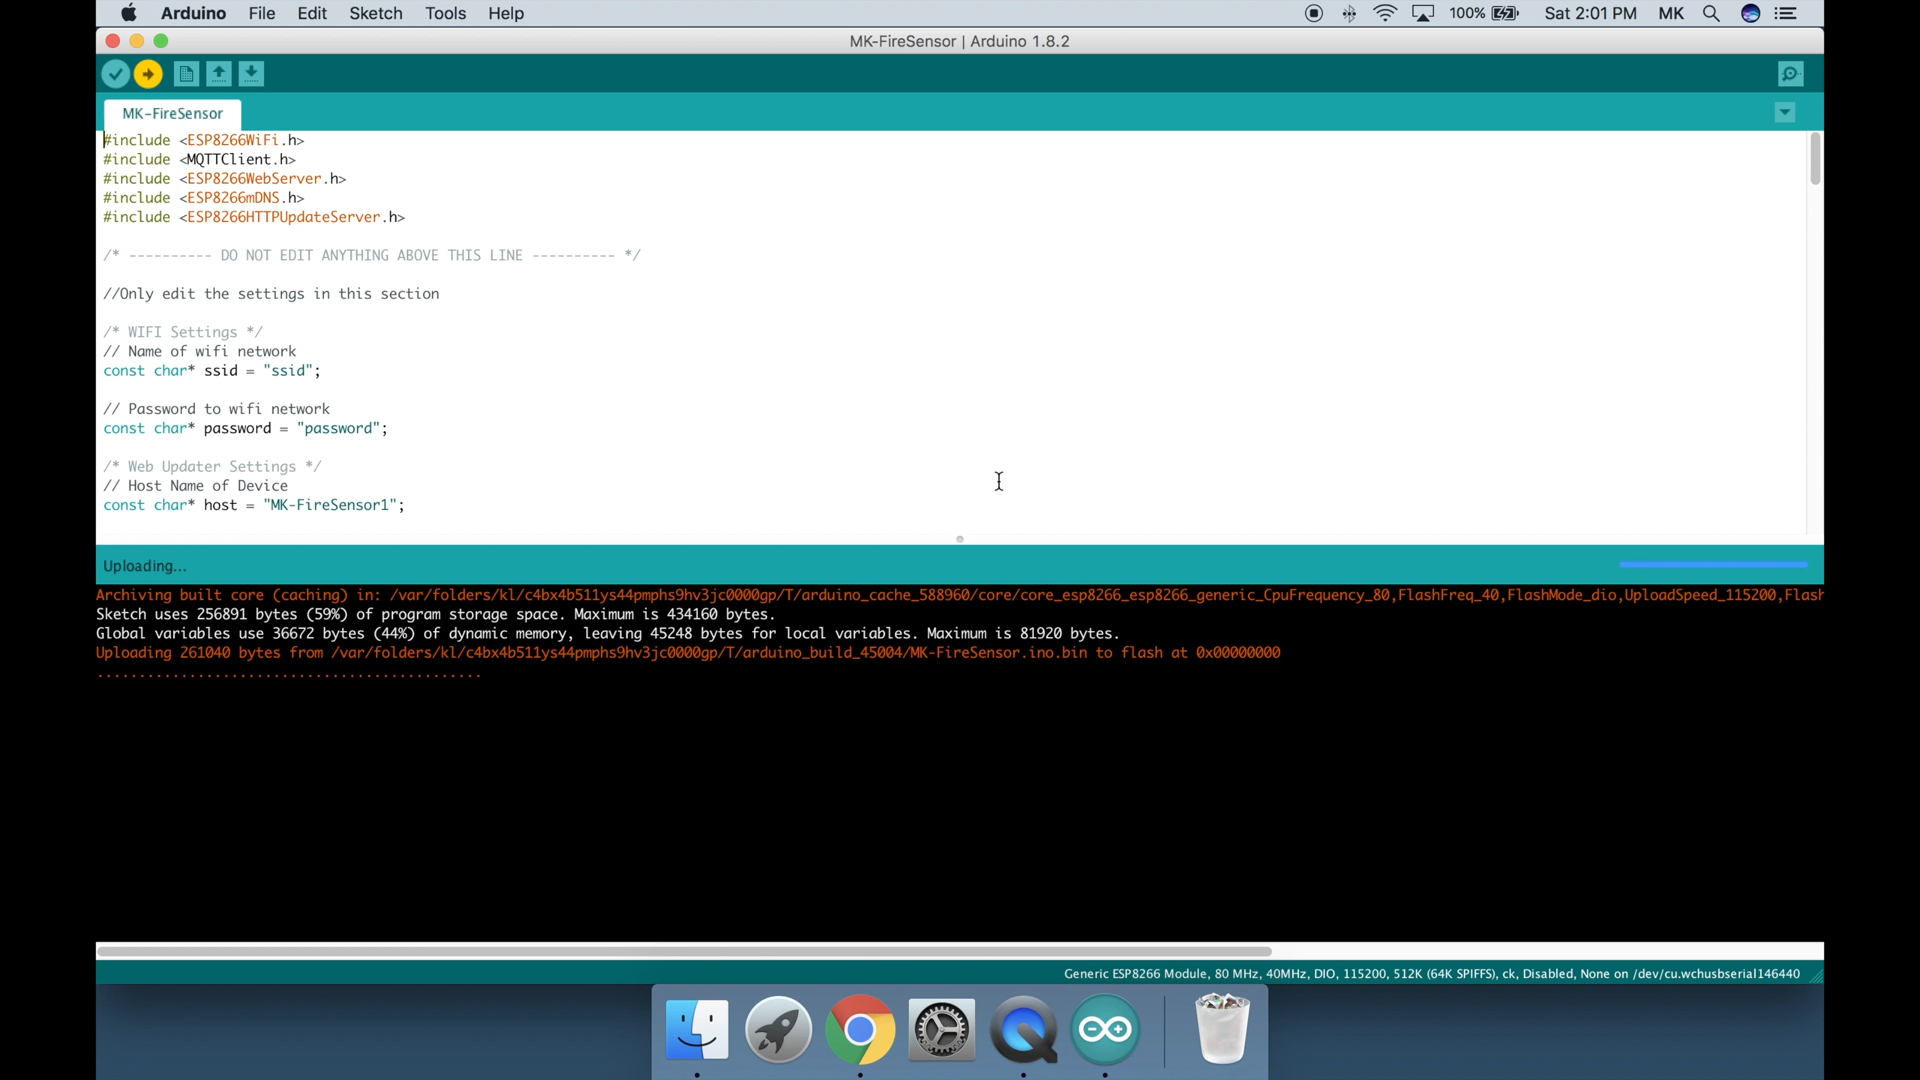 Arduino File Edit Sketch Tools Help 100% Sat 2:01 PM MK
MK-FireSensor | Arduino 1.8.2
MK-FireSensor
#include <ESP8266WiFi.h>
#include <MQTTClient.h>
#include <ESP8266WebServer.h>
#include <ESP8266mDNS.h>
#include <ESP8266HTTPUpdateServer.h>
/* ---------- DO NOT EDIT ANYTHING ABOVE THIS LINE ---------- */
//Only edit the settings in this section
/* WIFI Settings */
// Name of wifi network
const char* ssid = "ssid";
// Password to wifi network
const char* password = "password";
/* Web Updater Settings */
// Host Name of Device
const char* host = "MK-FireSensor1";
Uploading...
Archiving built core (caching) in: /var/folders/kl/c4bx4b511ys44pmphs9hv3jc0000gp/T/arduino_cache_588960/core/core_esp8266_esp8266_generic_CpuFrequency_80,FlashFreq_40,FlashMode_dio,UploadSpeed_115200,Flash
Sketch uses 256891 bytes (59%) of program storage space. Maximum is 434160 bytes.
Global variables use 36672 bytes (44%) of dynamic memory, leaving 45248 bytes for local variables. Maximum is 81920 bytes.
Uploading 261040 bytes from /var/folders/kl/c4bx4b511ys44pmphs9hv3jc0000gp/T/arduino_build_45004/MK-FireSensor.ino.bin to flash at 0x00000000
..............................................
Generic ESP8266 Module, 80 MHz, 40MHz, DIO, 115200, 512K (64K SPIFFS), ck, Disabled, None on /dev/cu.wchusbserial146440